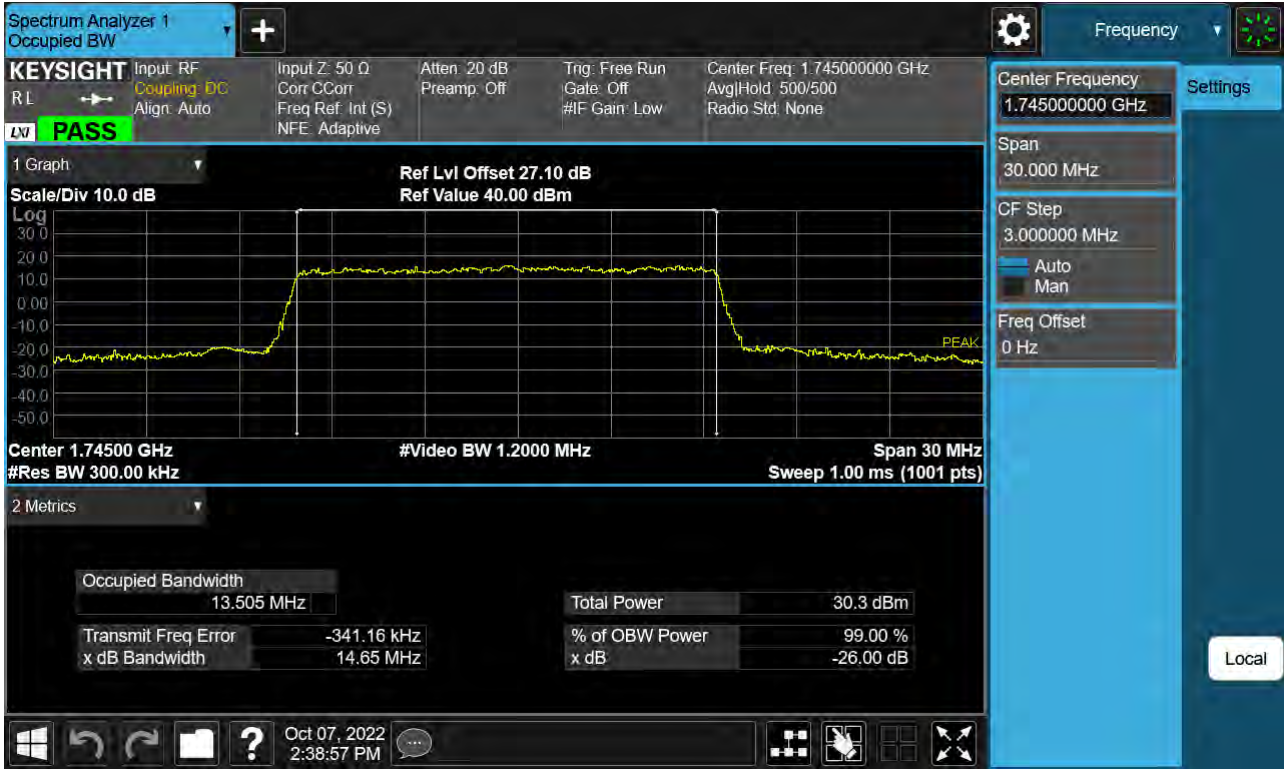 Spectrum Analyzer 1
Occupied BW
Frequency
KEYSIGHT
R L
LXI
PASS
Input: RF
Coupling: DC
Align: Auto
Input Z: 50 Ω
Corr CCorr
Freq Ref: Int (S)
NFE: Adaptive
Atten: 20 dB
Preamp: Off
Trig: Free Run
Gate: Off
#IF Gain: Low
Center Freq: 1.745000000 GHz
Avg|Hold: 500/500
Radio Std: None
Center Frequency
1.745000000 GHz
Settings
Span
30.000 MHz
CF Step
3.000000 MHz
Auto
Man
Freq Offset
0 Hz
Local
1 Graph
Scale/Div 10.0 dB
Ref Lvl Offset 27.10 dB
Ref Value 40.00 dBm
Log
30.0
20.0
10.0
0.00
-10.0
-20.0
-30.0
-40.0
-50.0
PEAK
Center 1.74500 GHz
#Video BW 1.2000 MHz
Span 30 MHz
#Res BW 300.00 kHz
Sweep 1.00 ms (1001 pts)
2 Metrics
Occupied Bandwidth
13.505 MHz
Total Power 30.3 dBm
Transmit Freq Error -341.16 kHz
% of OBW Power 99.00 %
x dB Bandwidth 14.65 MHz
x dB -26.00 dB
?
Oct 07, 2022
2:38:57 PM